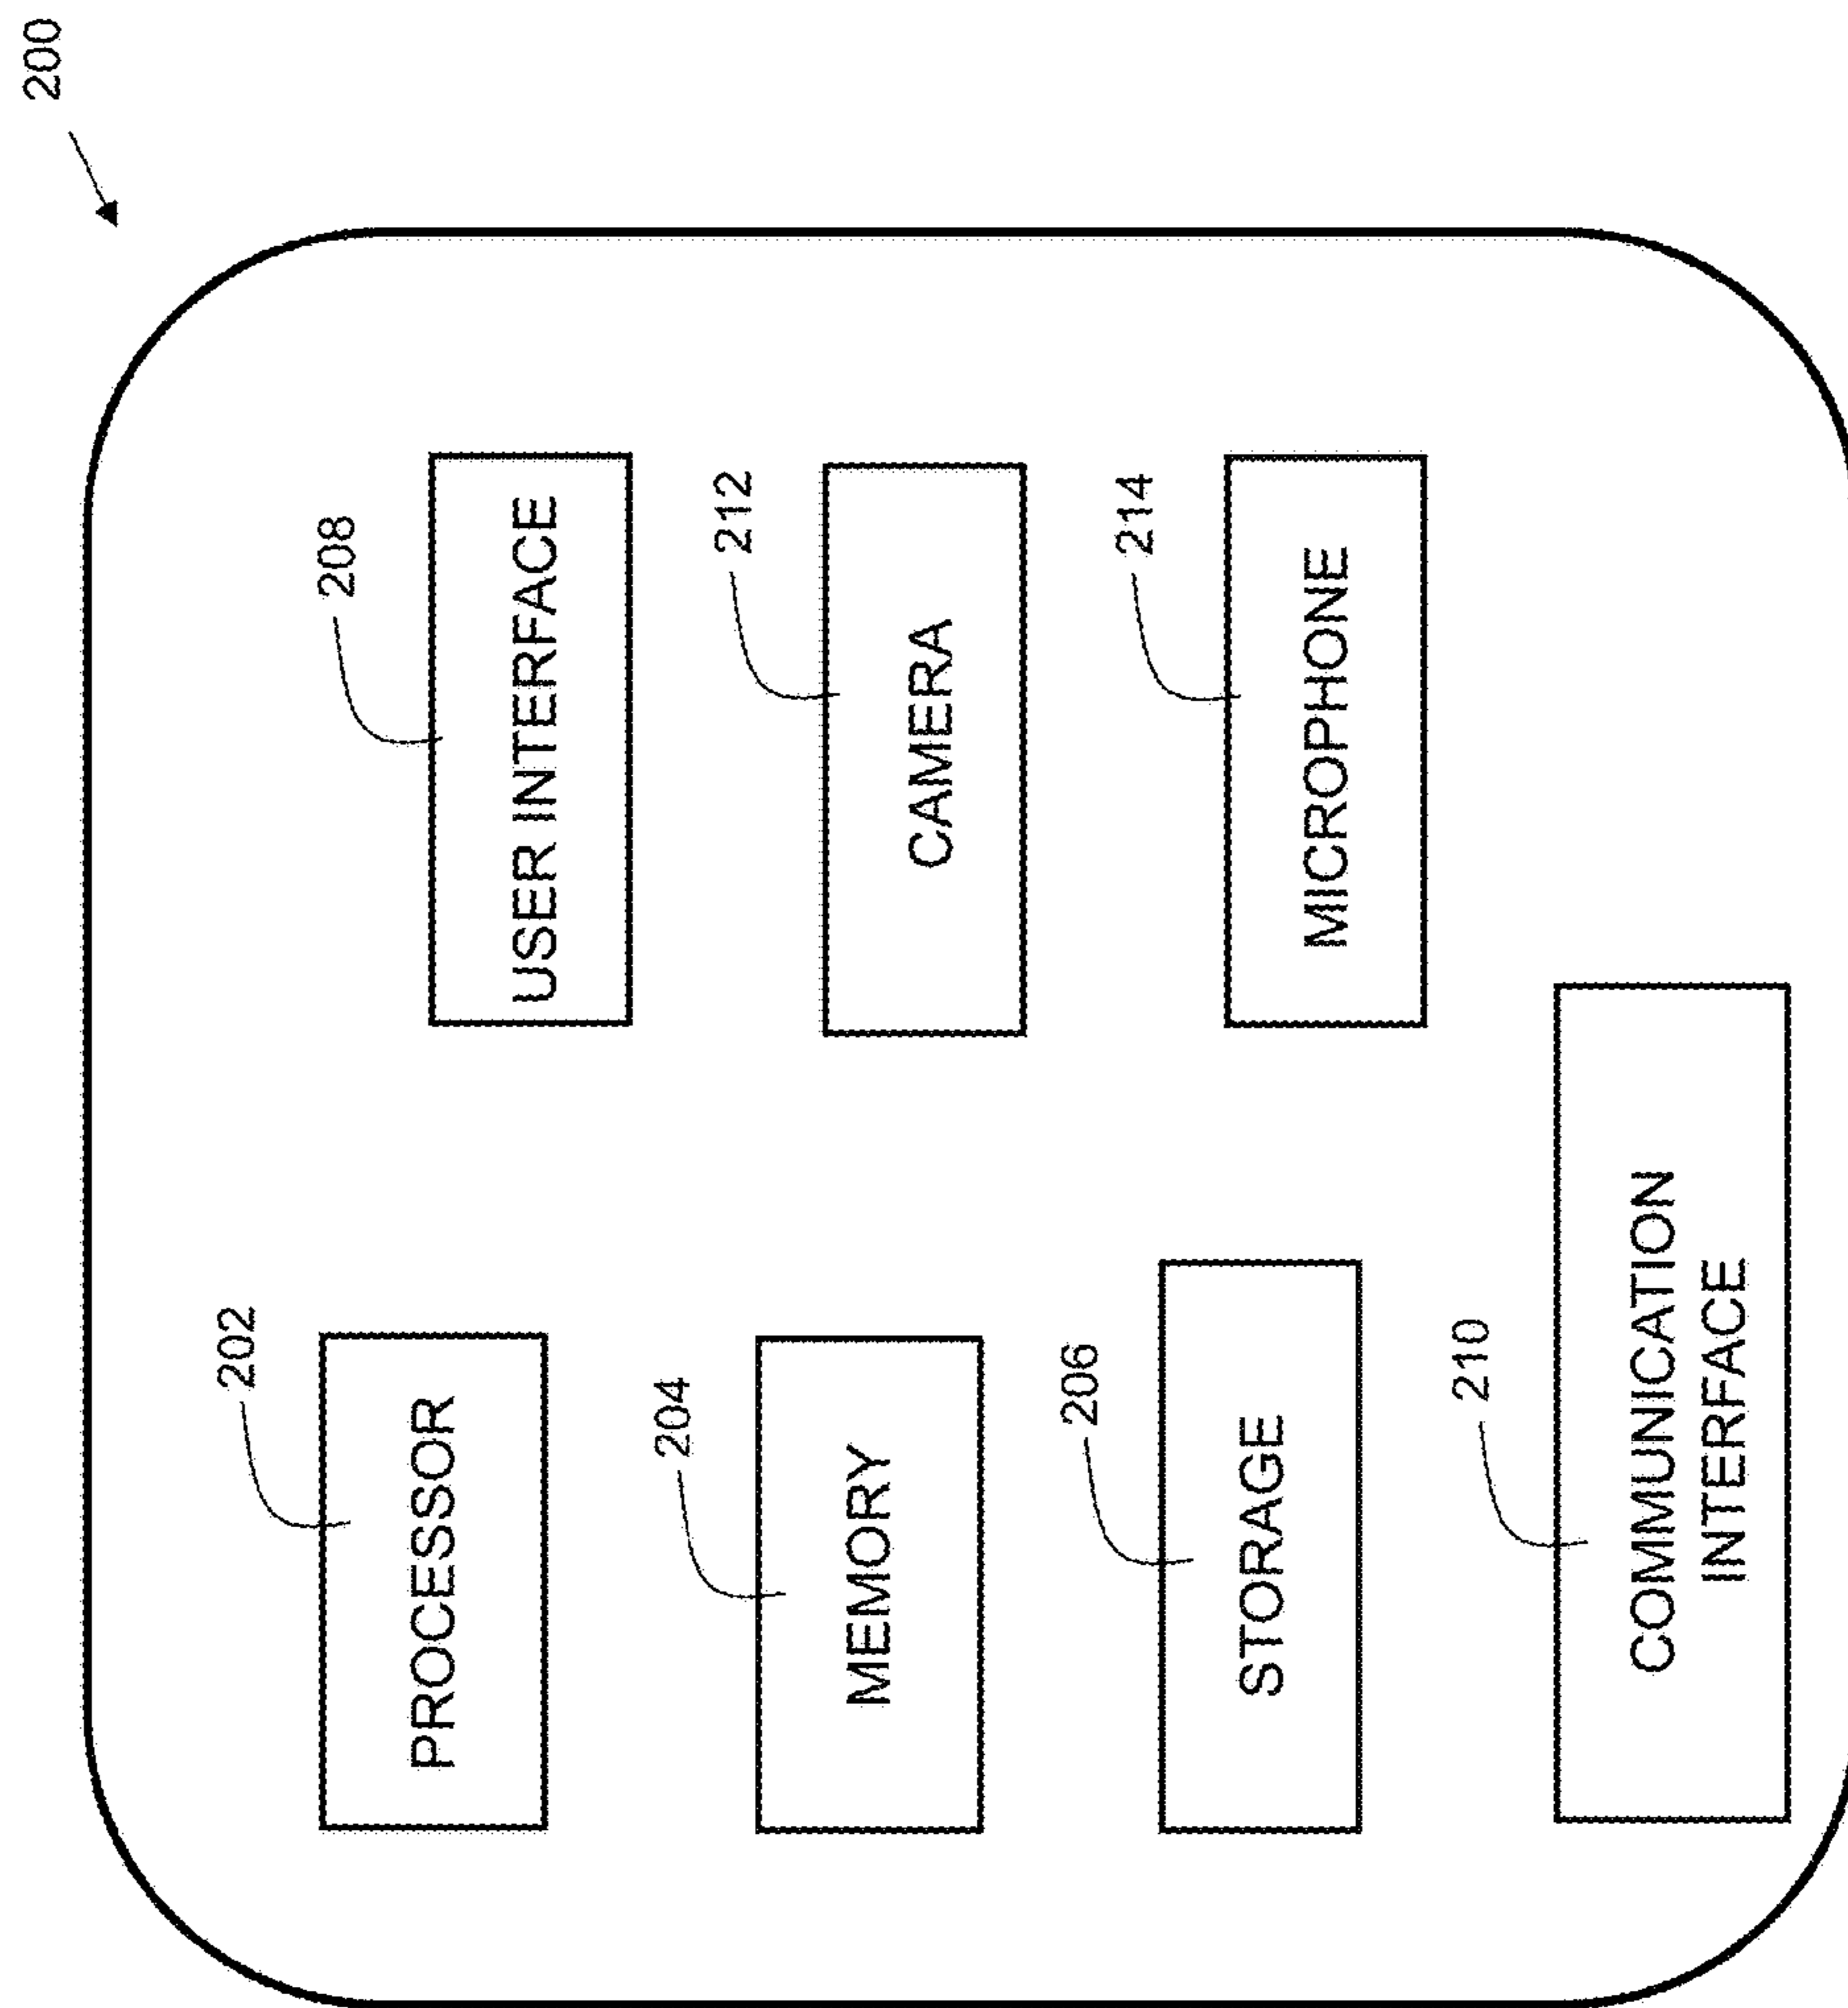 200
202
PROCESSOR
208
USER INTERFACE
204
MEMORY
212
CAMERA
206
STORAGE
214
MICROPHONE
210
COMMUNICATION
INTERFACE